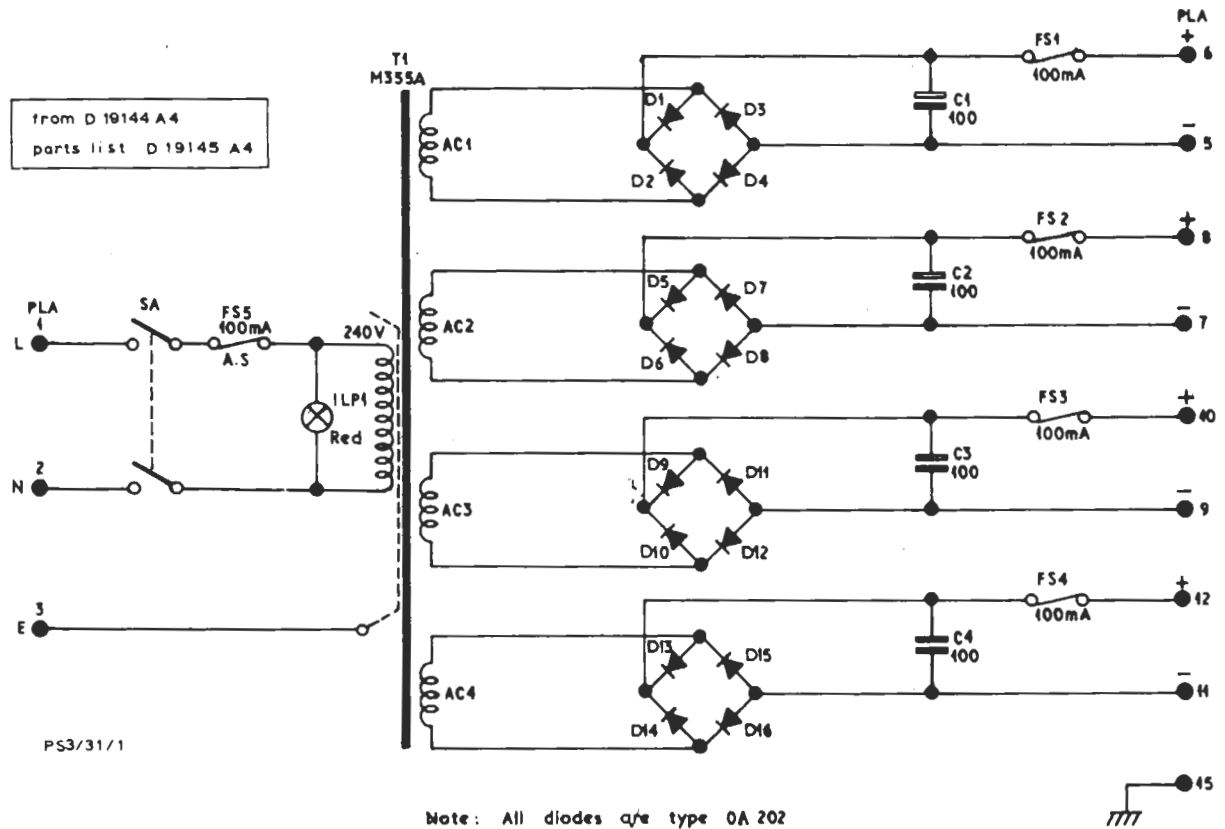 PLA
+
6
FS1
100mA
T1
M355A
D1
D3
C1
100
from D 19144 A4
parts list D 19145 A4
AC1
−
5
D2
D4
+
8
FS2
100mA
D5
D7
C2
100
PLA
1
SA
FS5
100mA
240V
AC2
−
7
L
A.S
D6
D8
ILP1
Red
+
10
FS3
100mA
D9
D11
C3
100
2
N
AC3
−
9
D10
D12
+
12
FS4
100mA
3
E
D13
D15
C4
100
AC4
−
11
D14
D16
PS3/31/1
15
Note: All diodes are type OA 202